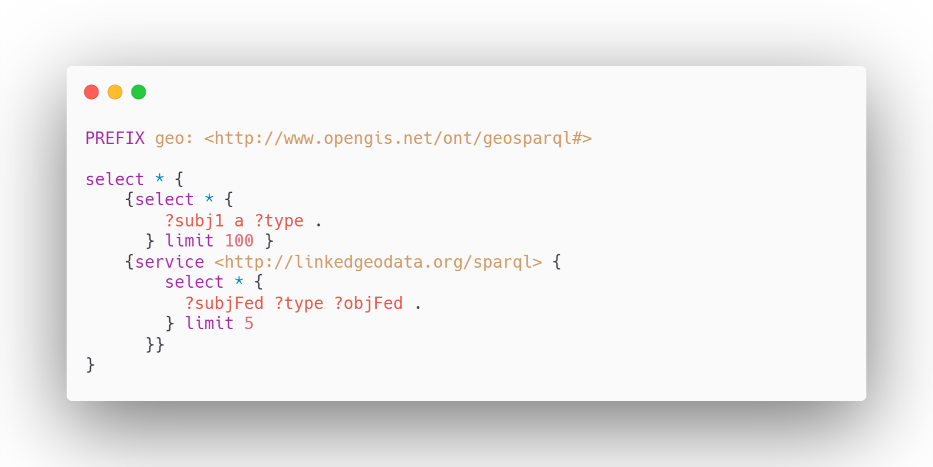 PREFIX geo: <http://www.opengis.net/ont/geosparql#>
select * {
{select * {
?subj1 a ?type .
} limit 100 }
{service <http://linkedgeodata.org/sparql> {
select * {
?subjFed ?type ?objFed .
} limit 5
}}
}